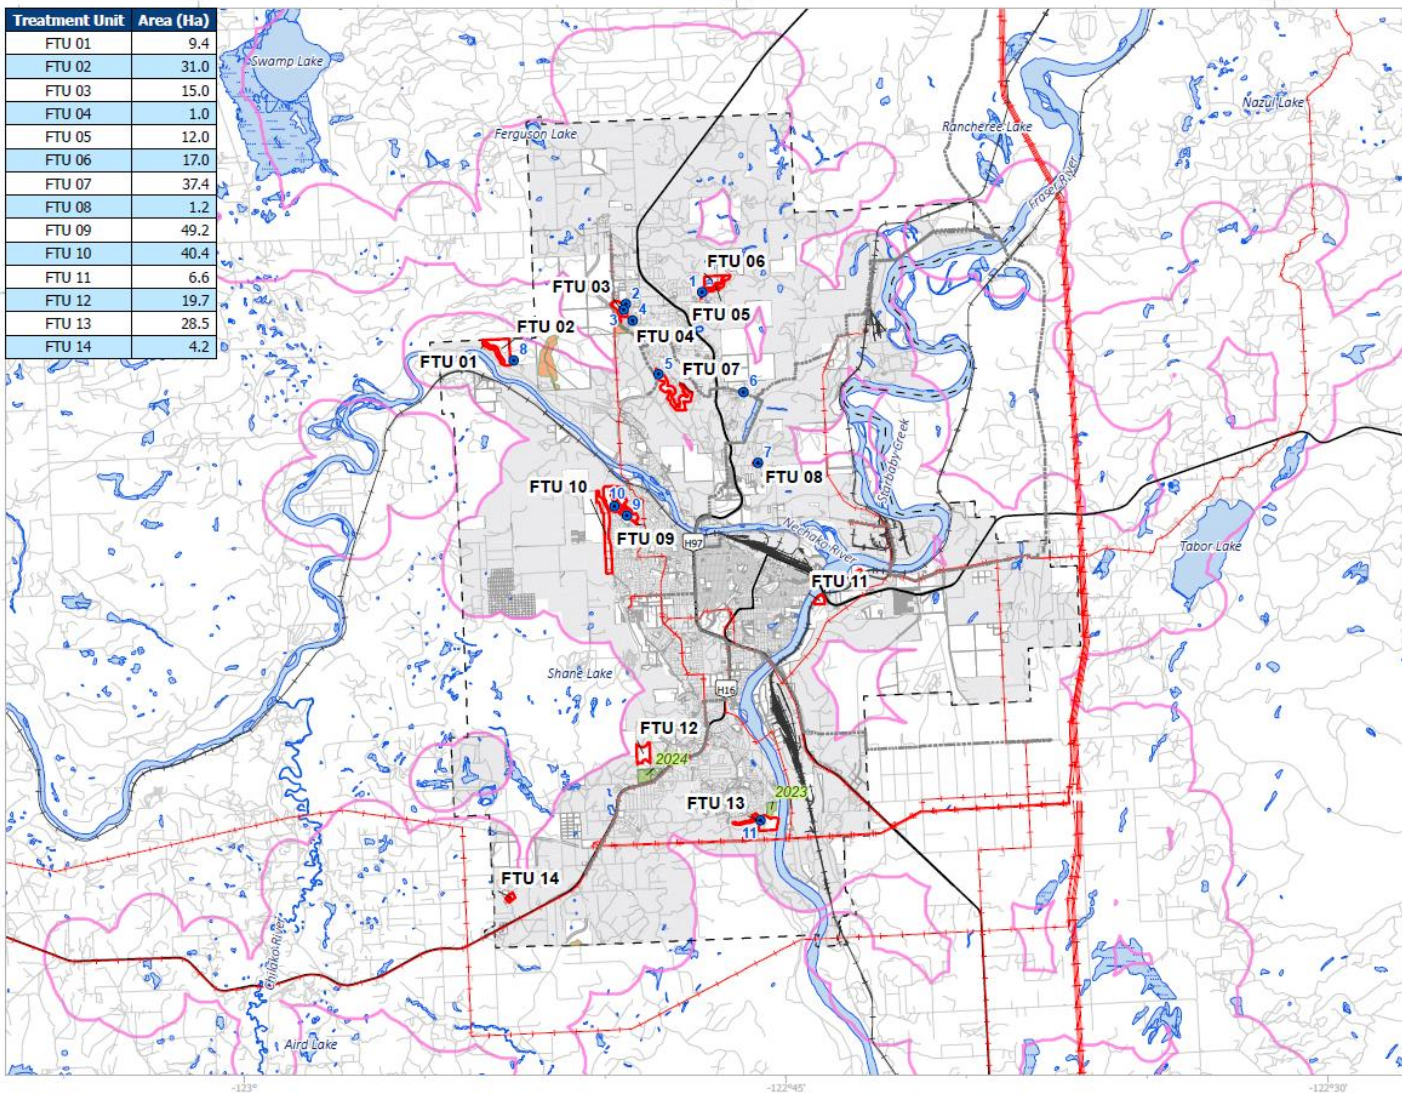 Treatment Unit Area (Ha)
FTU 01 9.4
FTU 02 31.0
FTU 03 15.0
FTU 04 1.0
FTU 05 12.0
FTU 06 17.0
FTU 07 37.4
FTU 08 1.2
FTU 09 49.2
FTU 10 40.4
FTU 11 6.6
FTU 12 19.7
FTU 13 28.5
FTU 14 4.2
Swamp Lake
Nazul Lake
Ferguson Lake
Rancheree Lake
Fraser River
FTU 06
1
FTU 03
2
FTU 05
3
4
FTU 02
FTU 04
8
FTU 01
5
FTU 07
6
Starbaby Creek
7
FTU 08
FTU 10
10
9
FTU 09
H97
Nechako River
Tabor Lake
FTU 11
Shane Lake
H16
FTU 12
2024
2023
FTU 13
11
FTU 14
Chilako River
Aird Lake
-123°
-122°45'
-122°30'